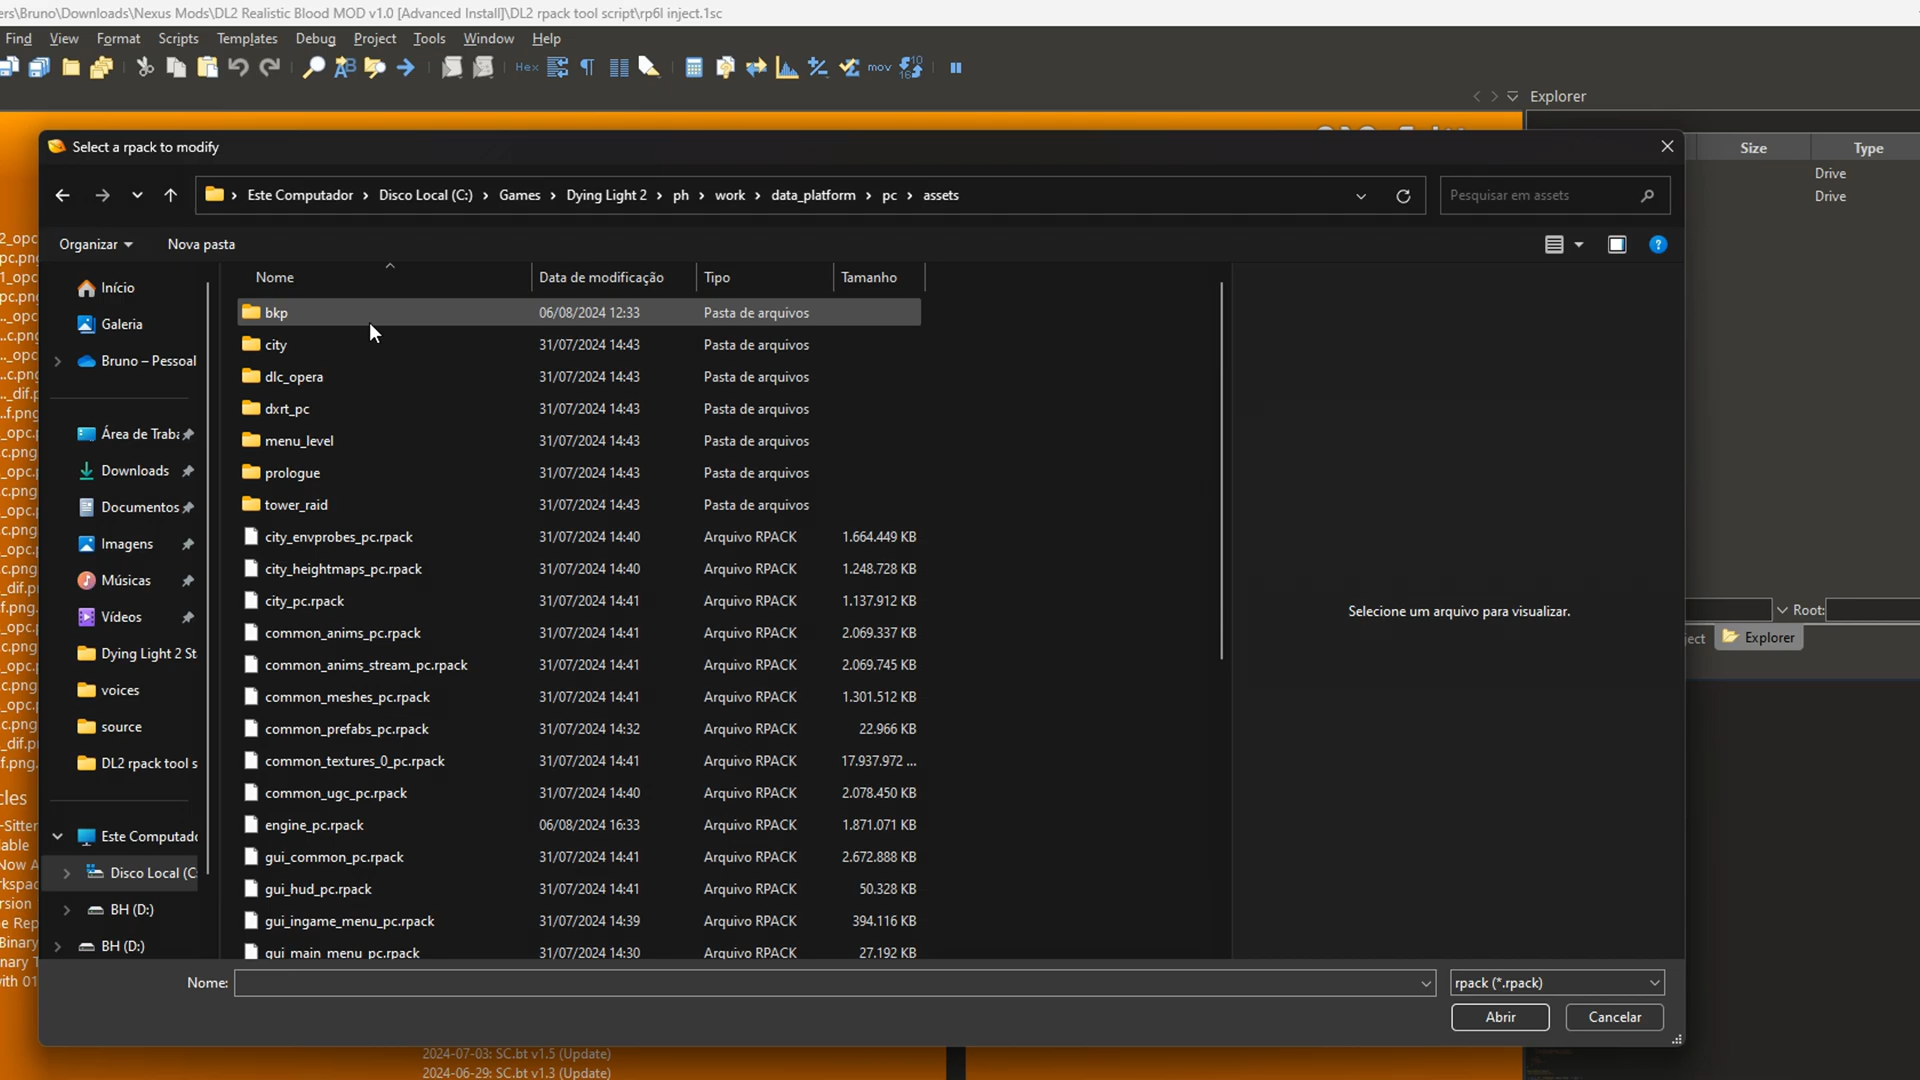 ers\Bruno\Downloads\Nexus Mods\DL2 Realistic Blood MOD v1.0 [Advanced Install]\DL2 rpack tool script\rp6l inject.1sc
Find View Format Scripts Templates Debug Project Tools Window Help
Hex mov
Explorer
Select a rpack to modify
Size Type
Drive
Drive
Este Computador › Disco Local (C:) › Games › Dying Light 2 › ph › work › data_platform › pc › assets
Pesquisar em assets
Organizar Nova pasta
Nome Data de modificação Tipo Tamanho
Início
Galeria
Bruno – Pessoal
Área de Traba
Downloads
Documentos
Imagens
Músicas
Vídeos
Dying Light 2 St
voices
source
DL2 rpack tool s
Este Computado
Disco Local (C
BH (D:)
BH (D:)
bkp 06/08/2024 12:33 Pasta de arquivos
city 31/07/2024 14:43 Pasta de arquivos
dlc_opera 31/07/2024 14:43 Pasta de arquivos
dxrt_pc 31/07/2024 14:43 Pasta de arquivos
menu_level 31/07/2024 14:43 Pasta de arquivos
prologue 31/07/2024 14:43 Pasta de arquivos
tower_raid 31/07/2024 14:43 Pasta de arquivos
city_envprobes_pc.rpack 31/07/2024 14:40 Arquivo RPACK 1.664.449 KB
city_heightmaps_pc.rpack 31/07/2024 14:40 Arquivo RPACK 1.248.728 KB
city_pc.rpack 31/07/2024 14:41 Arquivo RPACK 1.137.912 KB
common_anims_pc.rpack 31/07/2024 14:41 Arquivo RPACK 2.069.337 KB
common_anims_stream_pc.rpack 31/07/2024 14:41 Arquivo RPACK 2.069.745 KB
common_meshes_pc.rpack 31/07/2024 14:41 Arquivo RPACK 1.301.512 KB
common_prefabs_pc.rpack 31/07/2024 14:32 Arquivo RPACK 22.966 KB
common_textures_0_pc.rpack 31/07/2024 14:41 Arquivo RPACK 17.937.972 ...
common_ugc_pc.rpack 31/07/2024 14:40 Arquivo RPACK 2.078.450 KB
engine_pc.rpack 06/08/2024 16:33 Arquivo RPACK 1.871.071 KB
gui_common_pc.rpack 31/07/2024 14:41 Arquivo RPACK 2.672.888 KB
gui_hud_pc.rpack 31/07/2024 14:41 Arquivo RPACK 50.328 KB
gui_ingame_menu_pc.rpack 31/07/2024 14:39 Arquivo RPACK 394.116 KB
gui_main_menu_pc.rpack 31/07/2024 14:30 Arquivo RPACK 27.192 KB
Selecione um arquivo para visualizar.
Root:
ject Explorer
Nome: rpack (*.rpack)
Abrir Cancelar
2024-07-03: SC.bt v1.5 (Update)
2024-06-29: SC.bt v1.3 (Update)